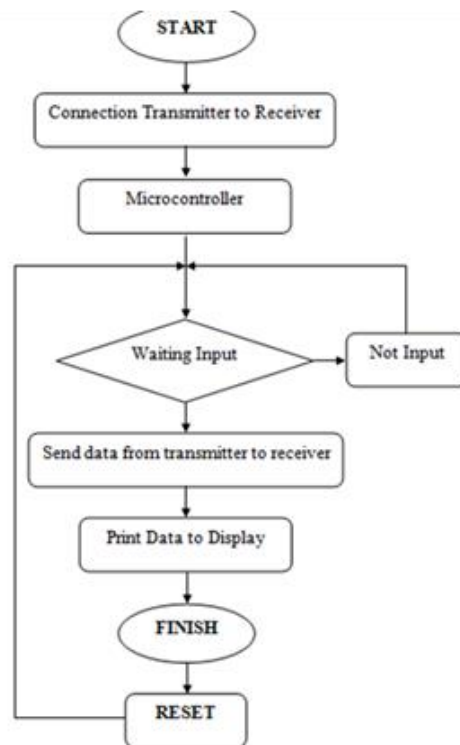 START
Connection Transmitter to Receiver
Microcontroller
Waiting Input
Not Input
Send data from transmitter to receiver
Print Data to Display
FINISH
RESET